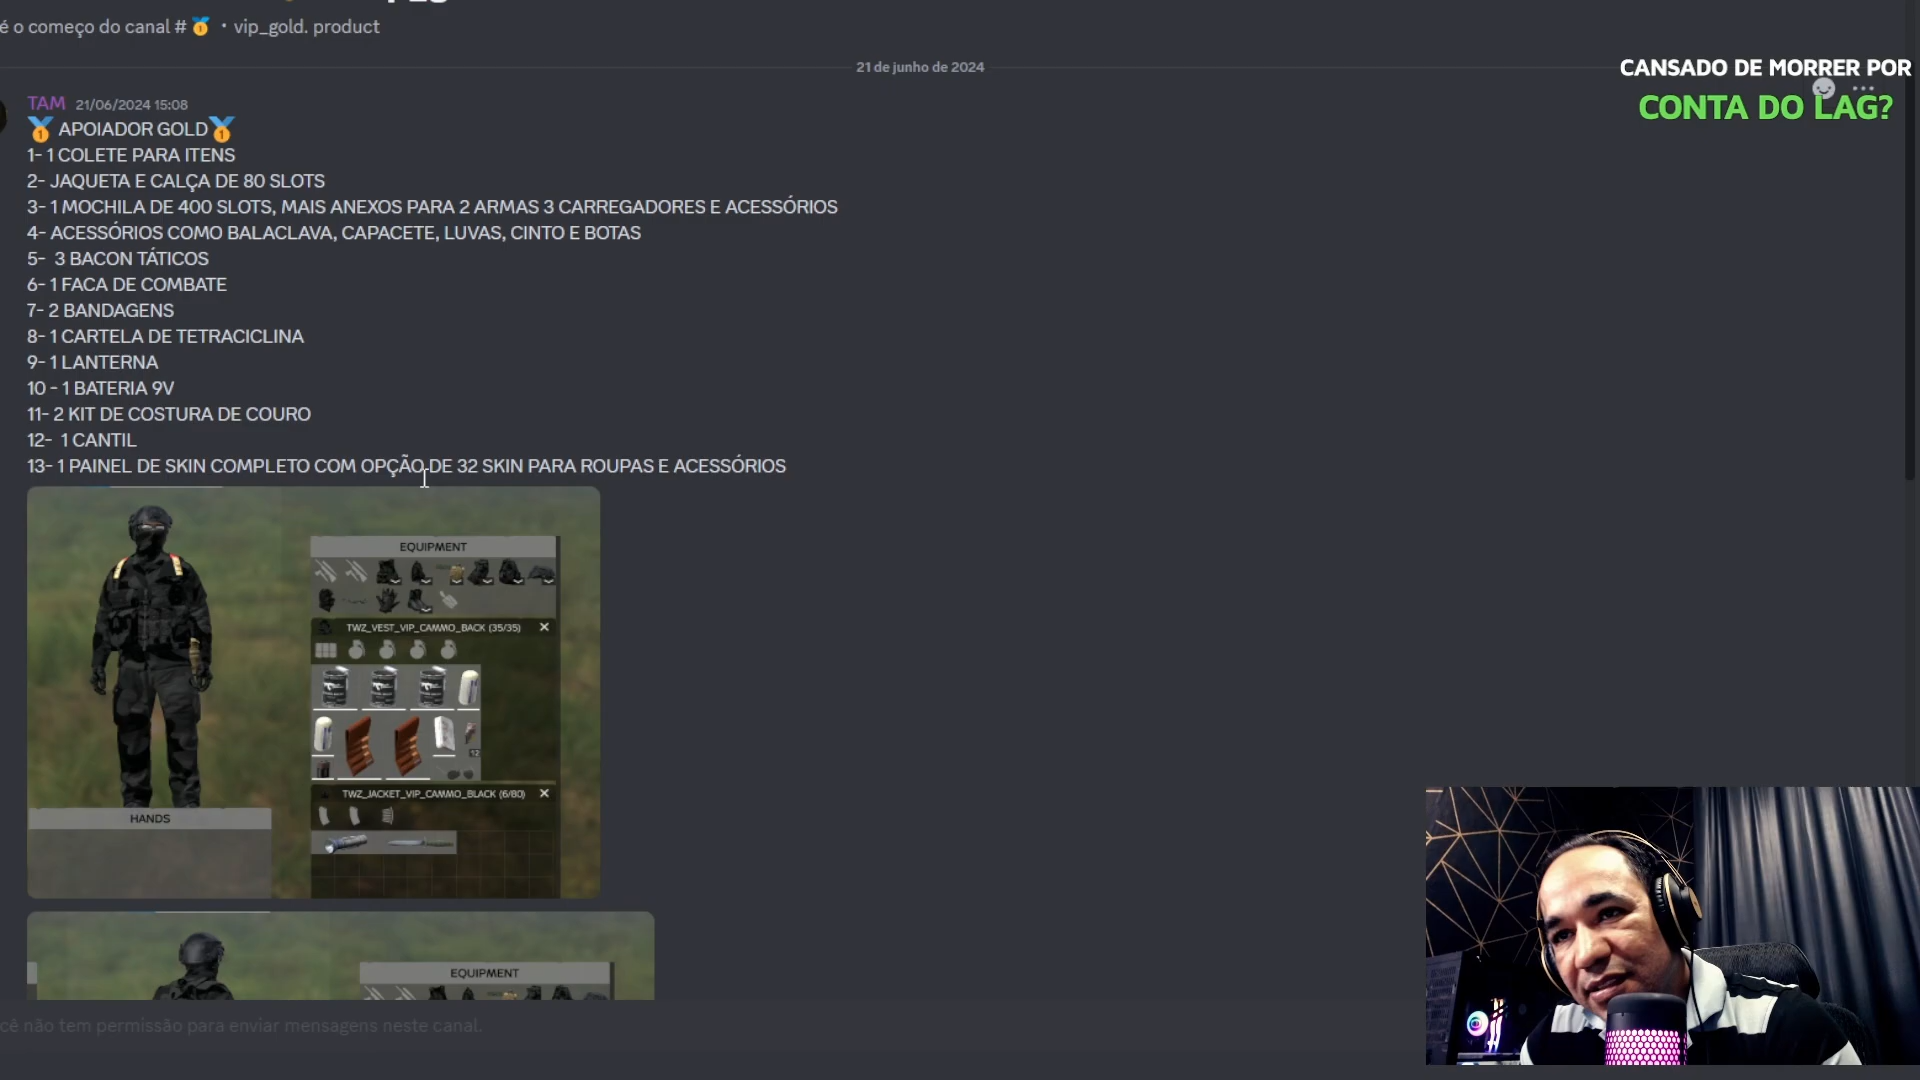 é o começo do canal # 🥇・vip_gold. product
21 de junho de 2024
CANSADO DE MORRER POR
CONTA DO LAG?
TAM 21/06/2024 15:08
🥇 APOIADOR GOLD🥇
1- 1 COLETE PARA ITENS
2- JAQUETA E CALÇA DE 80 SLOTS
3- 1 MOCHILA DE 400 SLOTS, MAIS ANEXOS PARA 2 ARMAS 3 CARREGADORES E ACESSÓRIOS
4- ACESSÓRIOS COMO BALACLAVA, CAPACETE, LUVAS, CINTO E BOTAS
5-  3 BACON TÁTICOS
6- 1 FACA DE COMBATE
7- 2 BANDAGENS
8- 1 CARTELA DE TETRACICLINA
9- 1 LANTERNA
10 - 1 BATERIA 9V
11- 2 KIT DE COSTURA DE COURO
12-  1 CANTIL
13- 1 PAINEL DE SKIN COMPLETO COM OPÇÃO DE 32 SKIN PARA ROUPAS E ACESSÓRIOS
EQUIPMENT
TWZ_VEST_VIP_CAMMO_BACK (35/35)
TWZ_JACKET_VIP_CAMMO_BLACK (6/80)
HANDS
EQUIPMENT
cê não tem permissão para enviar mensagens neste canal.